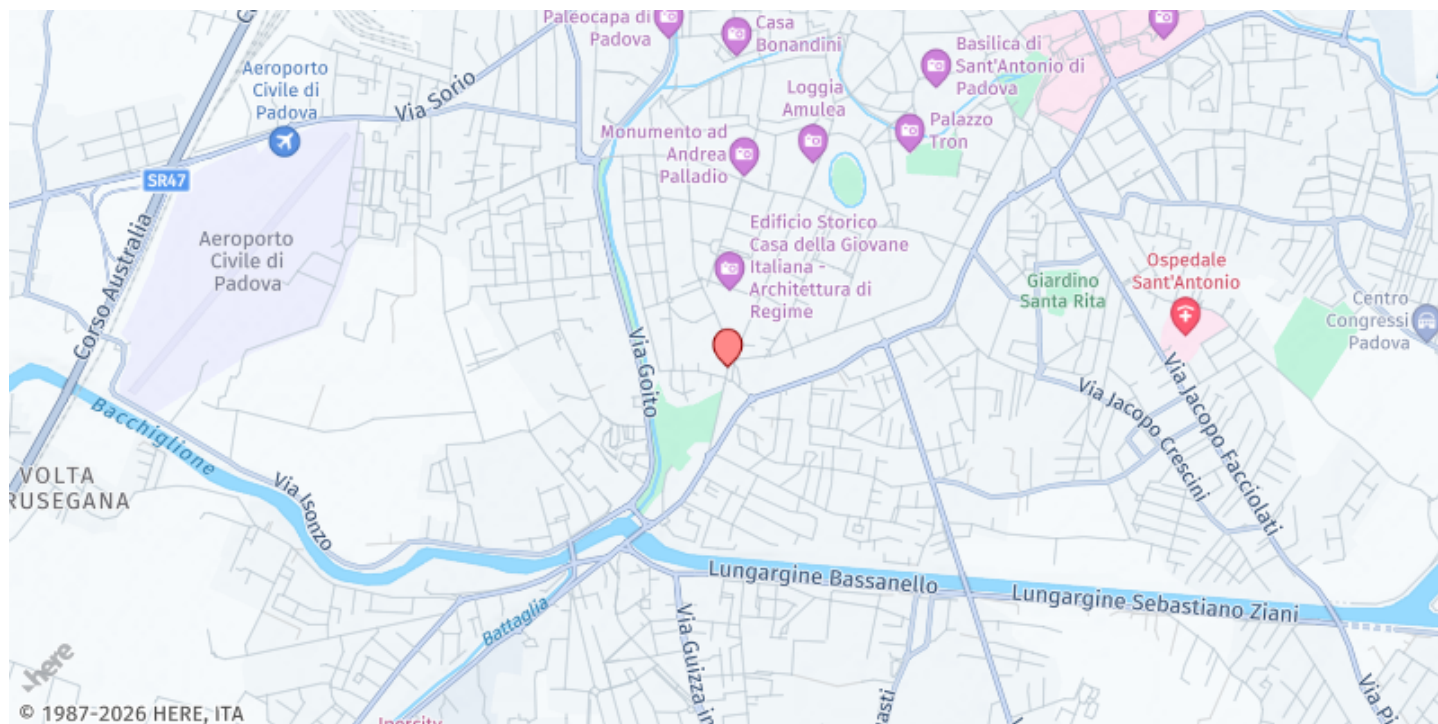 Paleocapa di
Padova
Casa
Bonandini
Basilica di
Sant'Antonio di
Padova
Aeroporto
Civile di
Padova
Via Sorio
Loggia
Amulea
Monumento ad
Andrea
Palladio
Palazzo
Tron
SR47
Corso Australia
Aeroporto
Civile di
Padova
Edificio Storico
Casa della Giovane
Italiana -
Architettura di
Regime
Ospedale
Sant'Antonio
Giardino
Santa Rita
Centro
Congressi
Padova
Via Goito
Via Jacopo Crescini
Via Jacopo Facciolati
Bacchiglione
VOLTA
RUSEGANA
Via Isonzo
Lungargine Bassanello
Lungargine Sebastiano Ziani
Battaglia
Via Guizza
here
© 1987-2026 HERE, ITA